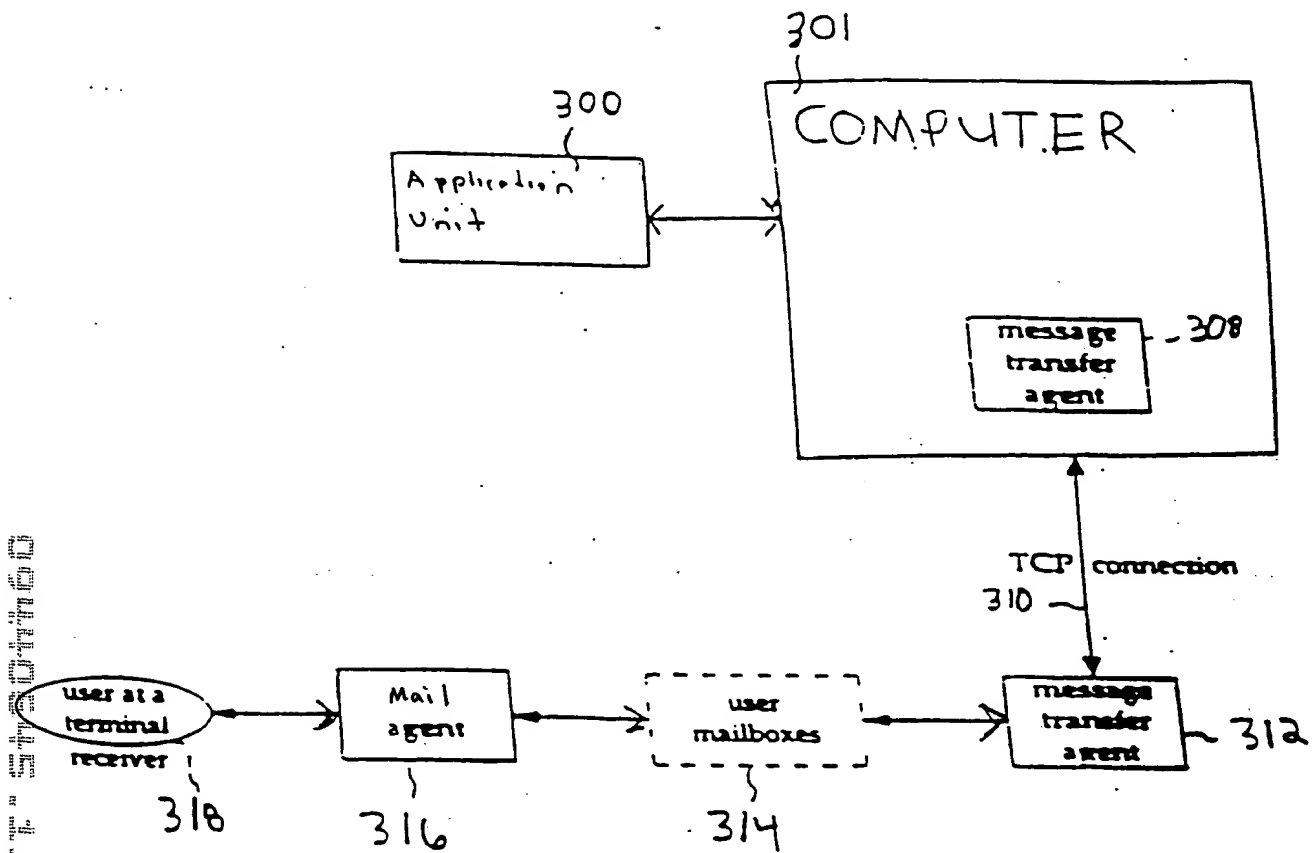 301
COMPUTER
300
Application
Unit
message
transfer
agent
308
TCP connection
310
user at a
terminal
receiver
318
Mail
agent
316
user
mailboxes
314
message
transfer
agent
312